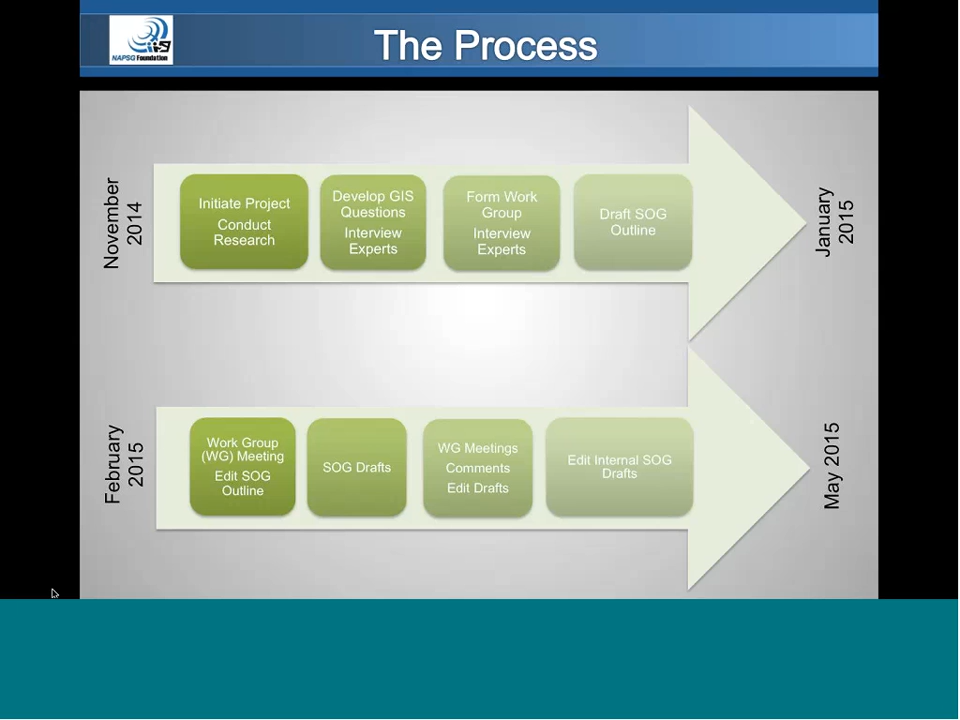 The Process
NAPSG Foundation
November
2014
Initiate Project
Conduct
Research
Develop GIS
Questions
Interview
Experts
Form Work
Group
Interview
Experts
Draft SOG
Outline
January
2015
February
2015
Work Group
(WG) Meeting
Edit SOG
Outline
SOG Drafts
WG Meetings
Comments
Edit Drafts
Edit Internal SOG
Drafts
May 2015